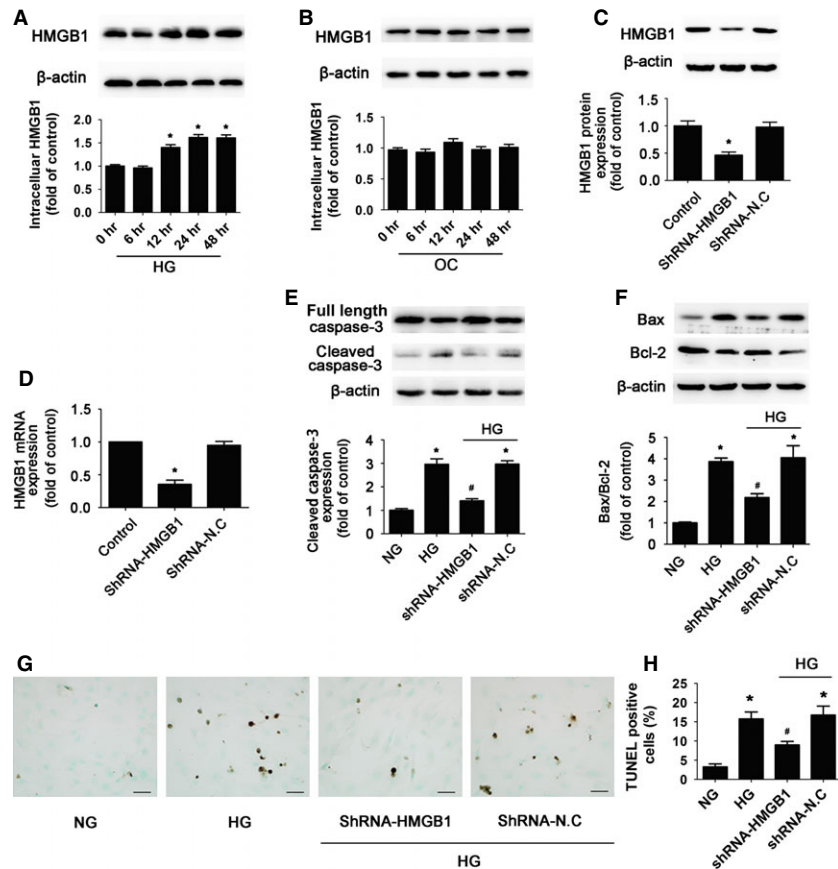 A
HMGB1
β-actin
Intracelluar HMGB1
(fold of control)
2.0
1.5
1.0
0.5
0.0
* * *
0 hr 6 hr 12 hr 24 hr 48 hr
HG
B
HMGB1
β-actin
Intracelluar HMGB1
(fold of control)
1.5
1.0
0.5
0.0
0 hr 6 hr 12 hr 24 hr 48 hr
OC
C
HMGB1
β-actin
HMGB1 protein
expression
(fold of control)
1.5
1.0
0.5
0.0
*
Control ShRNA-HMGB1 ShRNA-N.C
D
HMGB1 mRNA
expression
(fold of control)
1.5
1.0
0.5
0.0
*
Control ShRNA-HMGB1 ShRNA-N.C
E
Full length
caspase-3
Cleaved
caspase-3
β-actin
HG
Cleaved caspase-3
expression
(fold of control)
4
3
2
1
0
* # *
NG HG shRNA-HMGB1 shRNA-N.C
F
Bax
Bcl-2
β-actin
HG
Bax/Bcl-2
(fold of control)
5
4
3
2
1
0
* # *
NG HG shRNA-HMGB1 shRNA-N.C
G
NG HG ShRNA-HMGB1 ShRNA-N.C
HG
H
HG
TUNEL positive
cells (%)
25
20
15
10
5
0
* # *
NG HG shRNA-HMGB1 shRNA-N.C